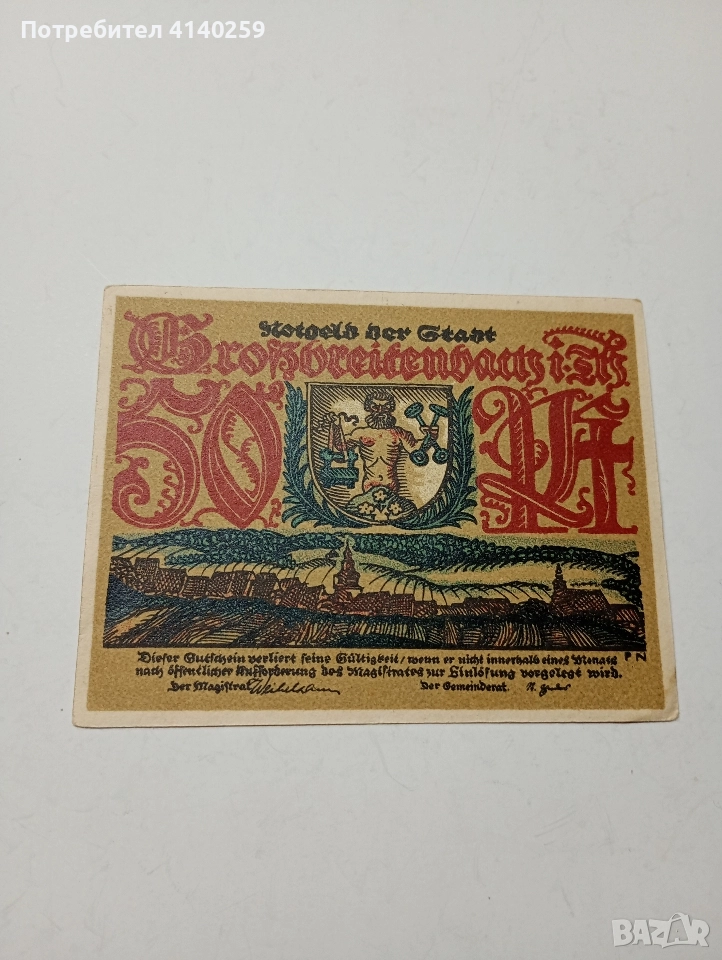 Потребител 4140259
Notgeld der Stadt
Großbreitenbach i. Th
50 Pf
Dieser Gutschein verliert seine Gültigkeit / wenn er nicht innerhalb eines Monats
nach öffentlicher Aufforderung des Magistrates zur Einlösung vorgelegt wird.
Der Magistrat
Der Gemeinderat.
P Z
BAZAR